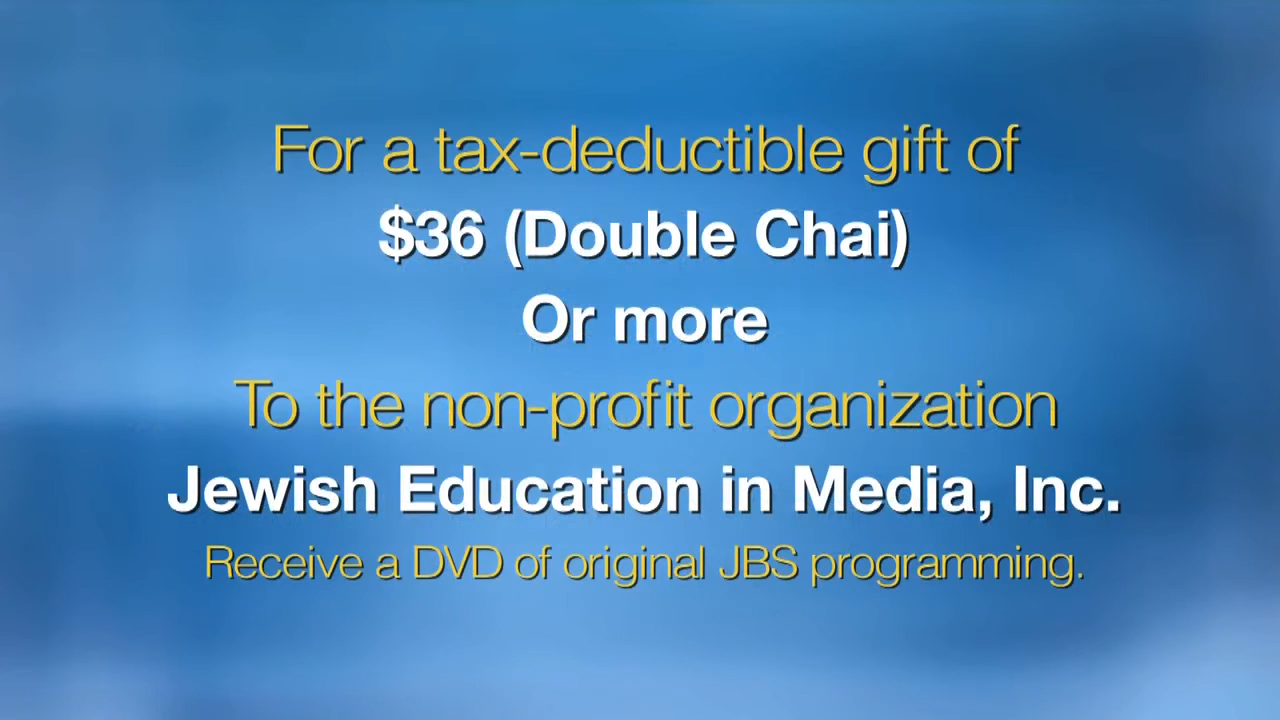 For a tax-deductible gift of
$36 (Double Chai)
Or more
To the non-profit organization
Jewish Education in Media, Inc.
Receive a DVD of original JBS programming.